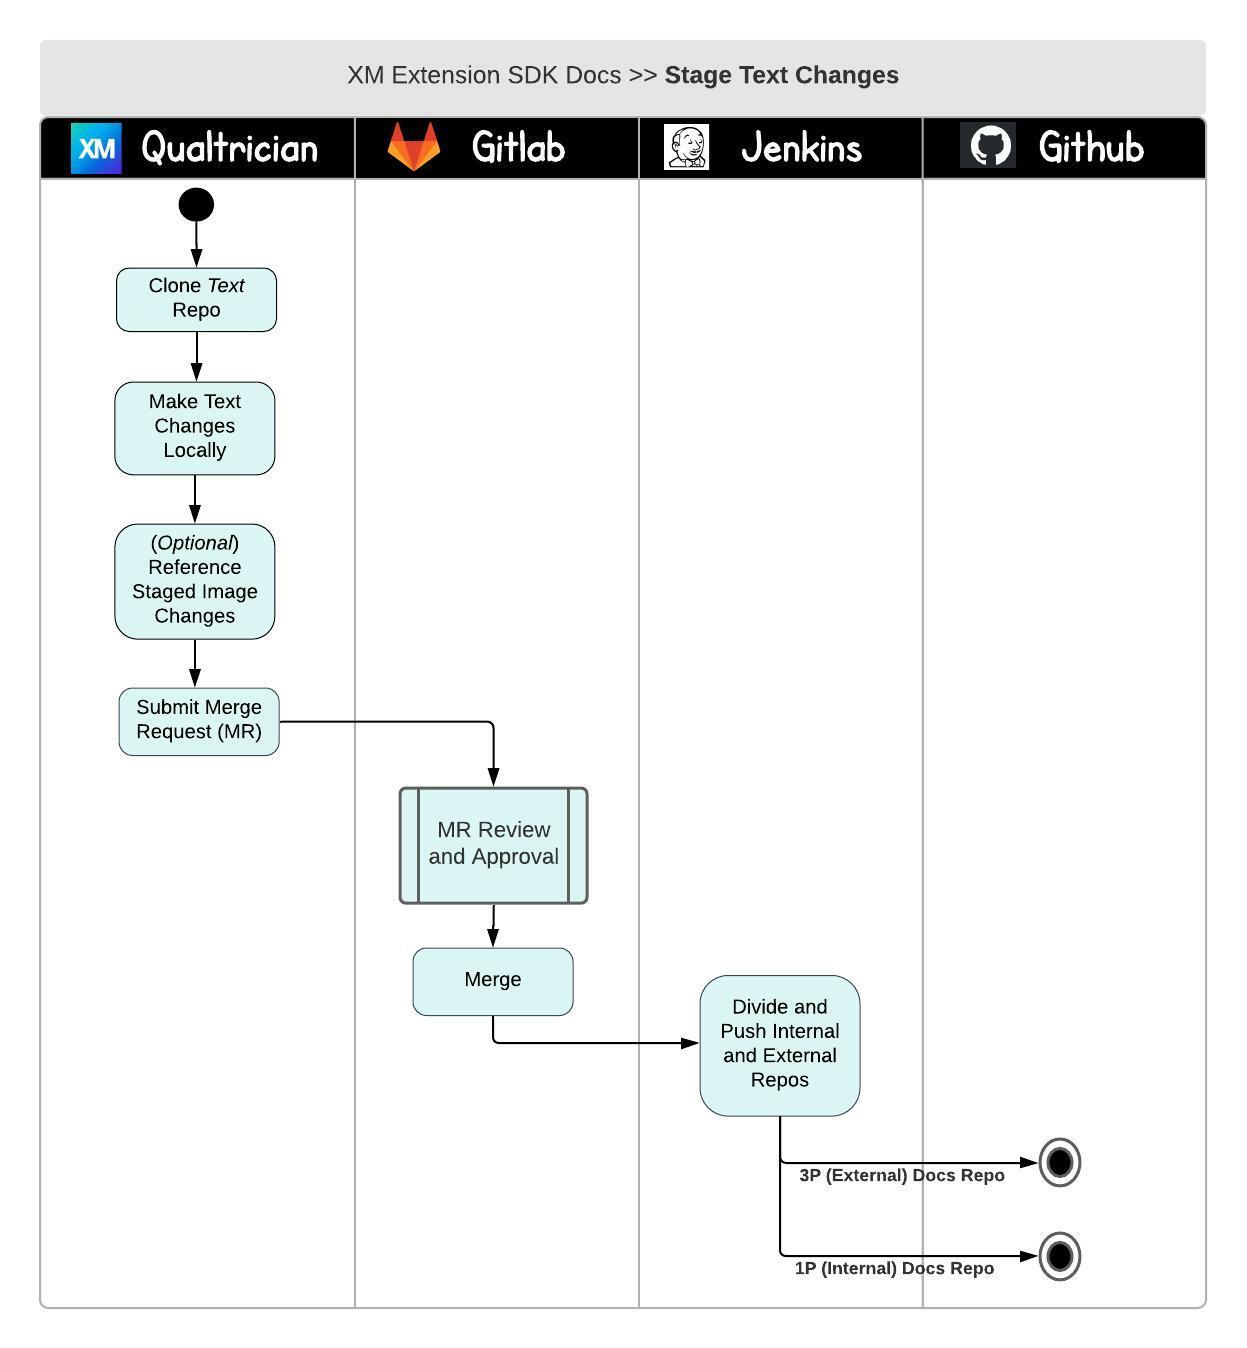 XM Extension SDK Docs >> Stage Text Changes
XM Qualtrician
Gitlab
Jenkins
Github
Clone Text
Repo
Make Text
Changes
Locally
(Optional)
Reference
Staged Image
Changes
Submit Merge
Request (MR)
MR Review
and Approval
Merge
Divide and
Push Internal
and External
Repos
3P (External) Docs Repo
1P (Internal) Docs Repo